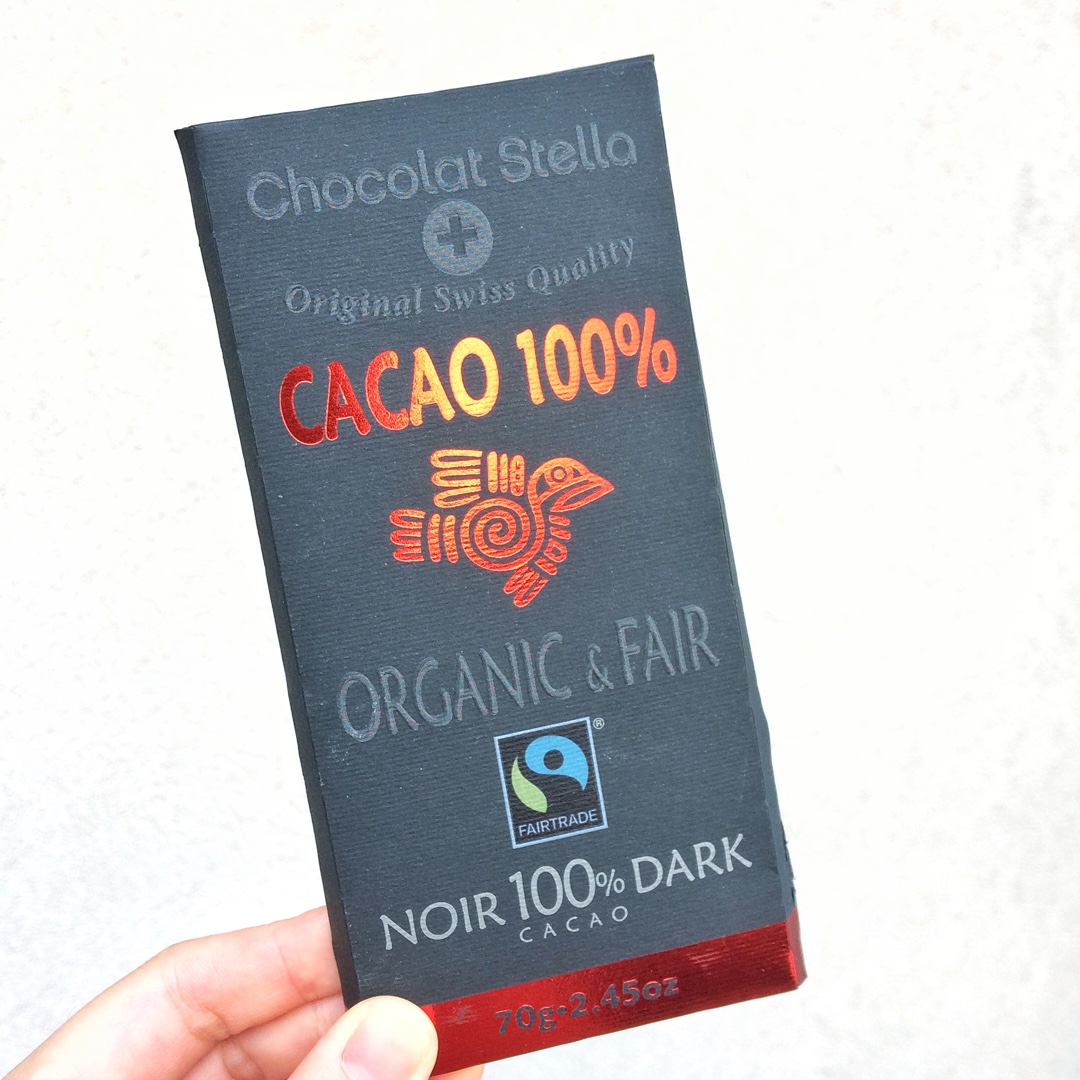 Chocolat Stella
Original Swiss Quality
CACAO 100%
ORGANIC & FAIR
®
FAIRTRADE
NOIR 100% DARK
CACAO
70g•2.45oz